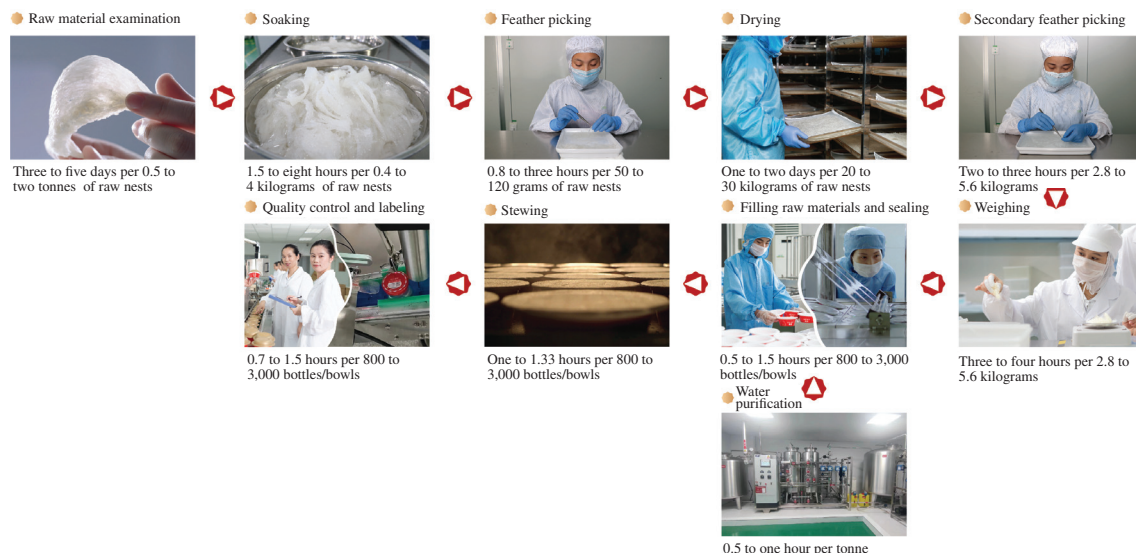 Raw material examination
Three to five days per 0.5 to
two tonnes of raw nests
Soaking
1.5 to eight hours per 0.4 to
4 kilograms of raw nests
Feather picking
0.8 to three hours per 50 to
120 grams of raw nests
Drying
One to two days per 20 to
30 kilograms of raw nests
Secondary feather picking
Two to three hours per 2.8 to
5.6 kilograms
Weighing
Three to four hours per 2.8 to
5.6 kilograms
Filling raw materials and sealing
0.5 to 1.5 hours per 800 to 3,000
bottles/bowls
Water
purification
0.5 to one hour per tonne
Stewing
One to 1.33 hours per 800 to
3,000 bottles/bowls
Quality control and labeling
0.7 to 1.5 hours per 800 to
3,000 bottles/bowls